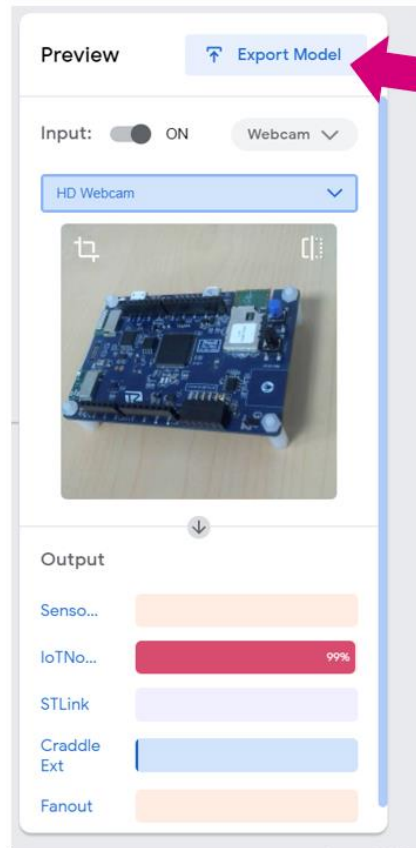 Preview
Export Model
Input:
ON
Webcam
HD Webcam
Output
Senso...
IoTNo...
99%
STLink
Craddle
Ext
Fanout